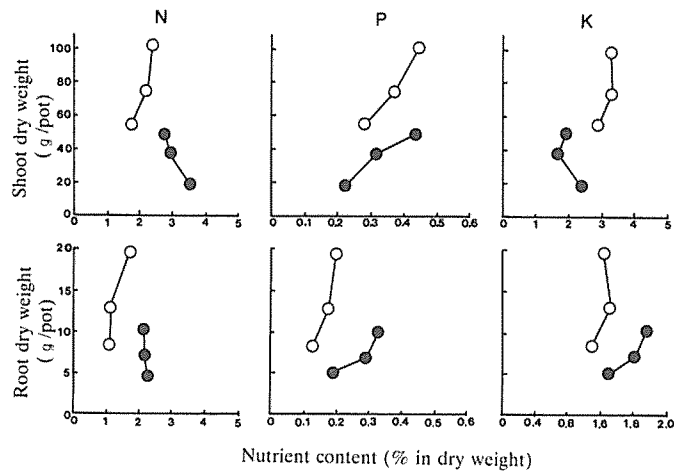 N P K
Shoot dry weight
( g /pot)
100
80
60
40
20
0
0 1 2 3 4 5
0 0.1 0.2 0.3 0.4 0.5 0.6
0 1 2 3 4 5
Root dry weight
( g /pot)
20
15
10
5
0
0 1 2 3 4 5
0 0.1 0.2 0.3 0.4 0.5 0.6
0 0.4 0.8 1.2 1.6 2.0
Nutrient content (% in dry weight)